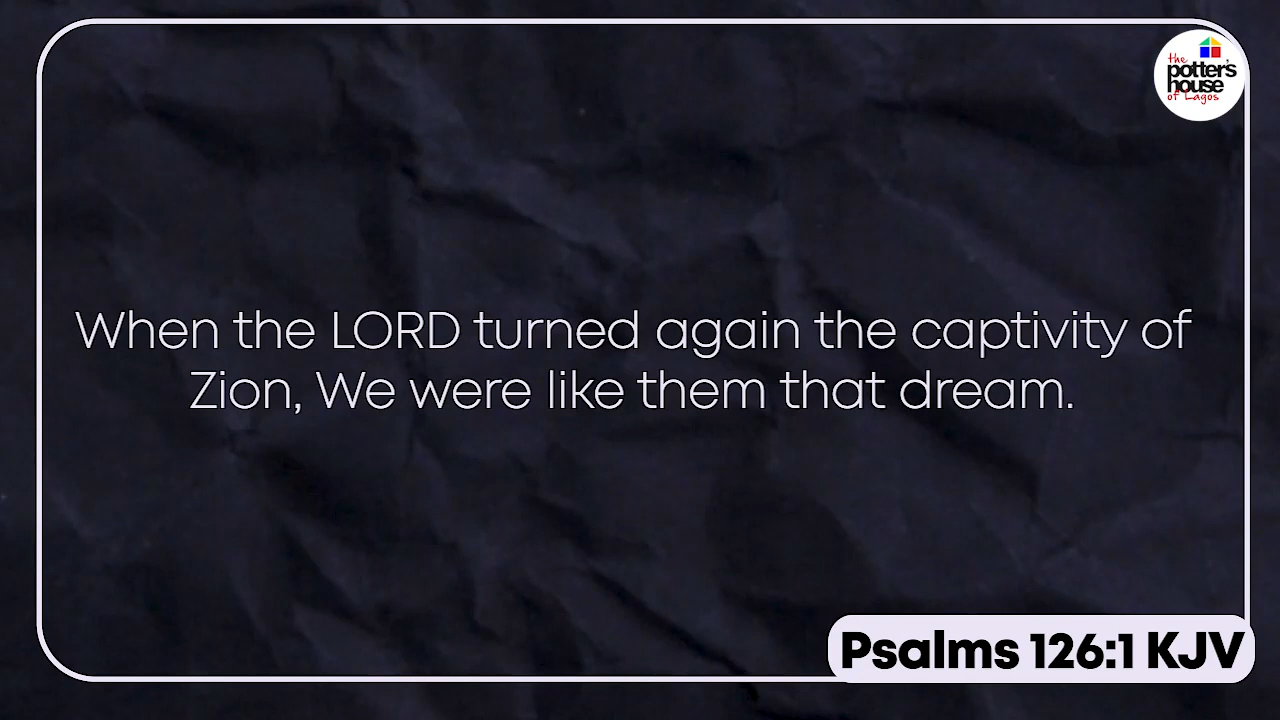 the
potter's
house
of Lagos
When the LORD turned again the captivity of
Zion, We were like them that dream.
Psalms 126:1 KJV